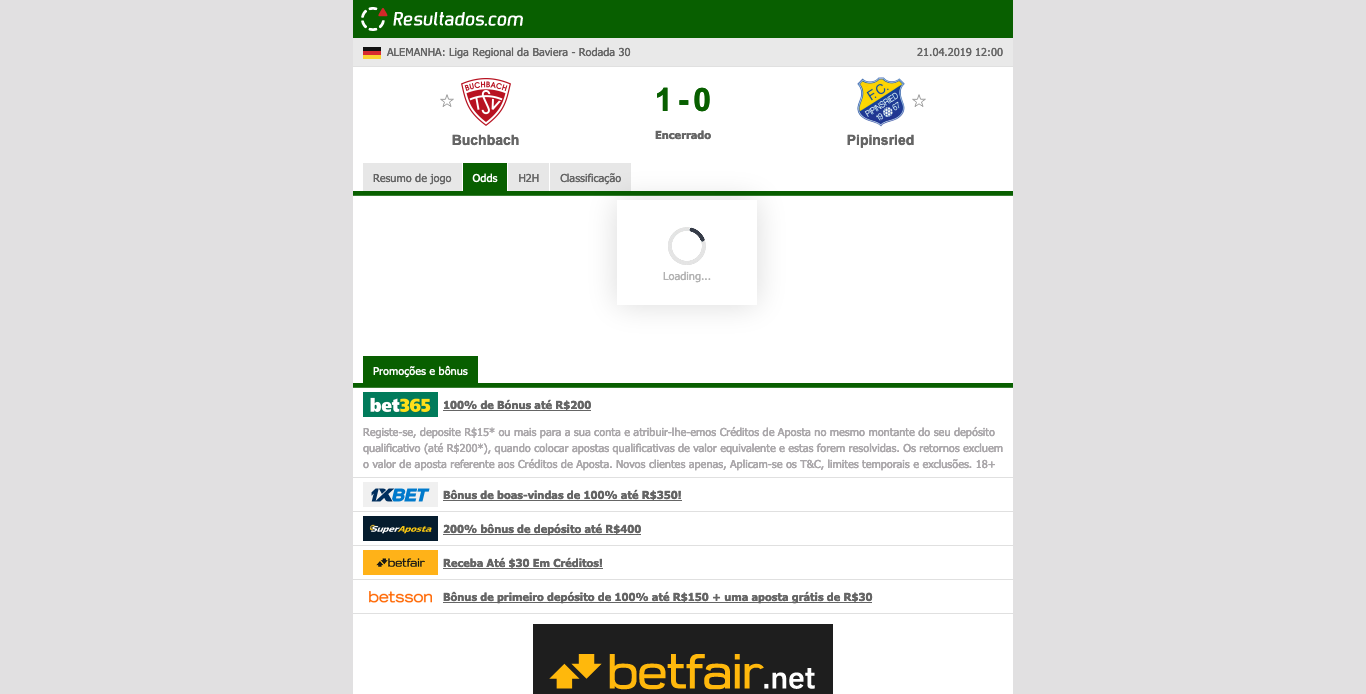 Resultados.com
ALEMANHA: Liga Regional da Baviera - Rodada 30
21.04.2019 12:00
BUCHBACH
TSV
1 - 0
F.C.
PIPINSRIED
1967
Buchbach
Encerrado
Pipinsried
Resumo de jogo
Odds
H2H
Classificação
Loading...
Promoções e bônus
bet365 100% de Bónus até R$200
Registe-se, deposite R$15* ou mais para a sua conta e atribuir-lhe-emos Créditos de Aposta no mesmo montante do seu depósito
qualificativo (até R$200*), quando colocar apostas qualificativas de valor equivalente e estas forem resolvidas. Os retornos excluem
o valor de aposta referente aos Créditos de Aposta. Novos clientes apenas, Aplicam-se os T&C, limites temporais e exclusões. 18+
1XBET Bônus de boas-vindas de 100% até R$350!
SuperAposta 200% bônus de depósito até R$400
betfair Receba Até $30 Em Créditos!
betsson Bônus de primeiro depósito de 100% até R$150 + uma aposta grátis de R$30
betfair.net